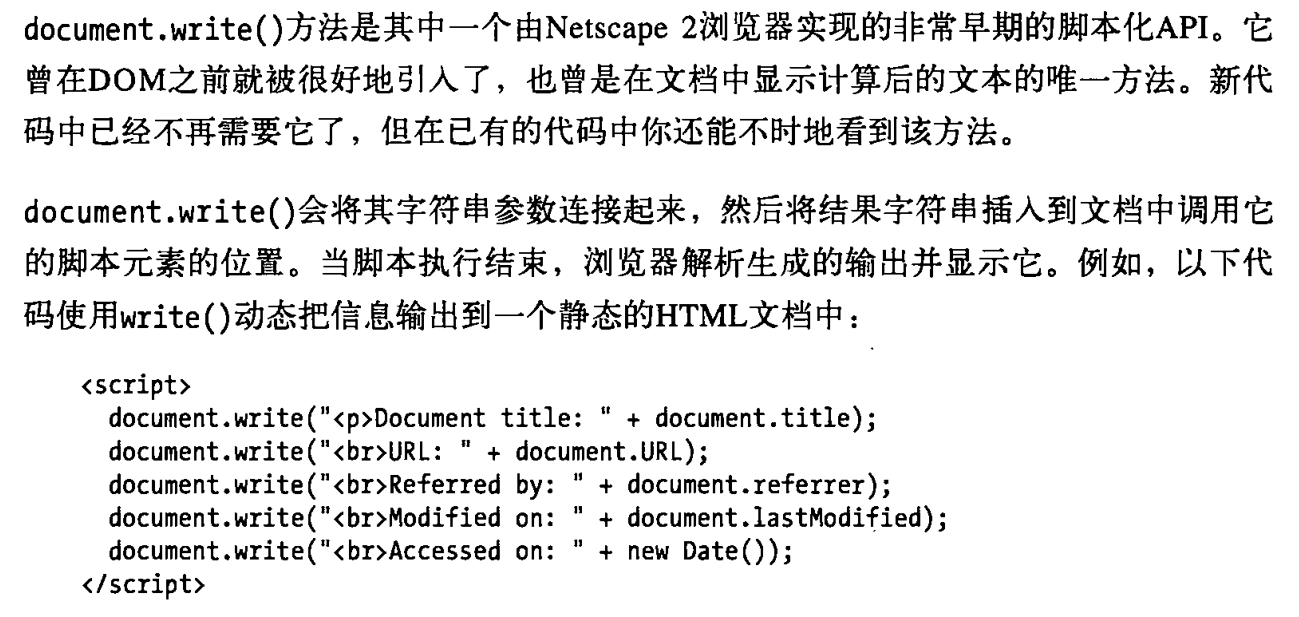 document.write()方法是其中一个由Netscape 2浏览器实现的非常早期的脚本化API。它
曾在DOM之前就被很好地引入了，也曾是在文档中显示计算后的文本的唯一方法。新代
码中已经不再需要它了，但在已有的代码中你还能不时地看到该方法。
document.write()会将其字符串参数连接起来，然后将结果字符串插入到文档中调用它
的脚本元素的位置。当脚本执行结束，浏览器解析生成的输出并显示它。例如，以下代
码使用write()动态把信息输出到一个静态的HTML文档中：
<script>
document.write("<p>Document title: " + document.title);
document.write("<br>URL: " + document.URL);
document.write("<br>Referred by: " + document.referrer);
document.write("<br>Modified on: " + document.lastModified);
document.write("<br>Accessed on: " + new Date());
</script>